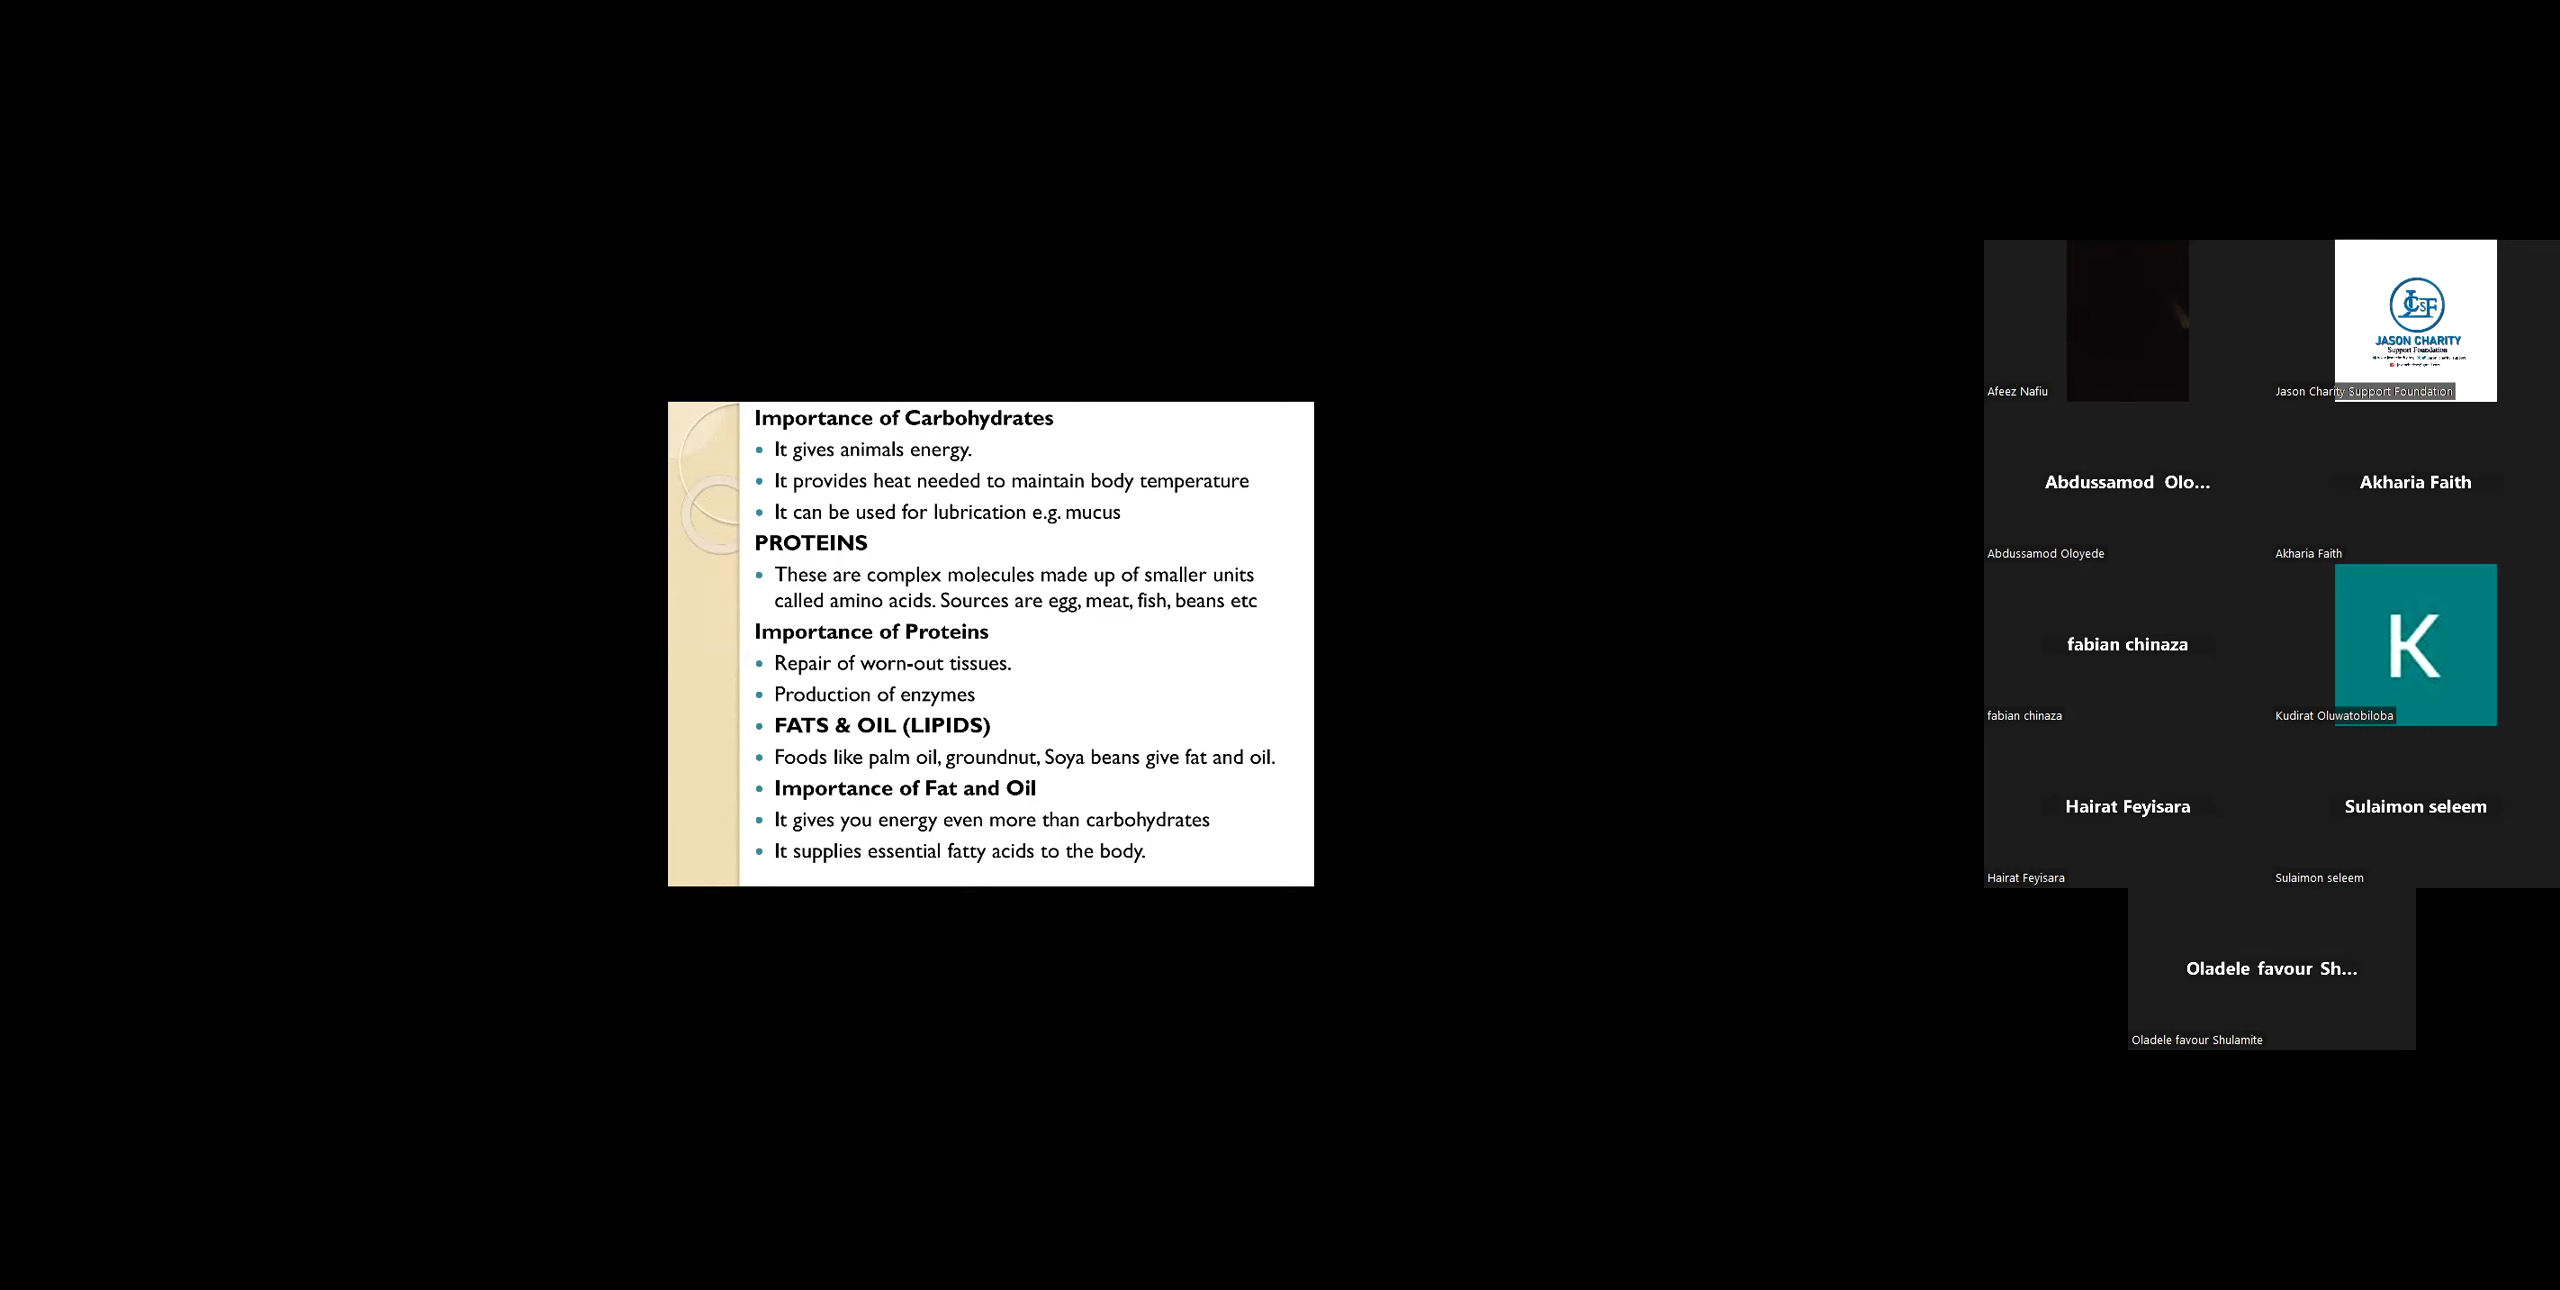 Importance of Carbohydrates
• It gives animals energy.
• It provides heat needed to maintain body temperature
• It can be used for lubrication e.g. mucus
PROTEINS
• These are complex molecules made up of smaller units
called amino acids. Sources are egg, meat, fish, beans etc
Importance of Proteins
• Repair of worn-out tissues.
• Production of enzymes
• FATS & OIL (LIPIDS)
• Foods like palm oil, groundnut, Soya beans give fat and oil.
• Importance of Fat and Oil
• It gives you energy even more than carbohydrates
• It supplies essential fatty acids to the body.
Afeez Nafiu
JCSF
JASON CHARITY
Support Foundation
Jason Charity Support Foundation
Abdussamod Olo...
Abdussamod Oloyede
Akharia Faith
Akharia Faith
fabian chinaza
fabian chinaza
K
Kudirat Oluwatobiloba
Hairat Feyisara
Hairat Feyisara
Sulaimon seleem
Sulaimon seleem
Oladele favour Sh...
Oladele favour Shulamite